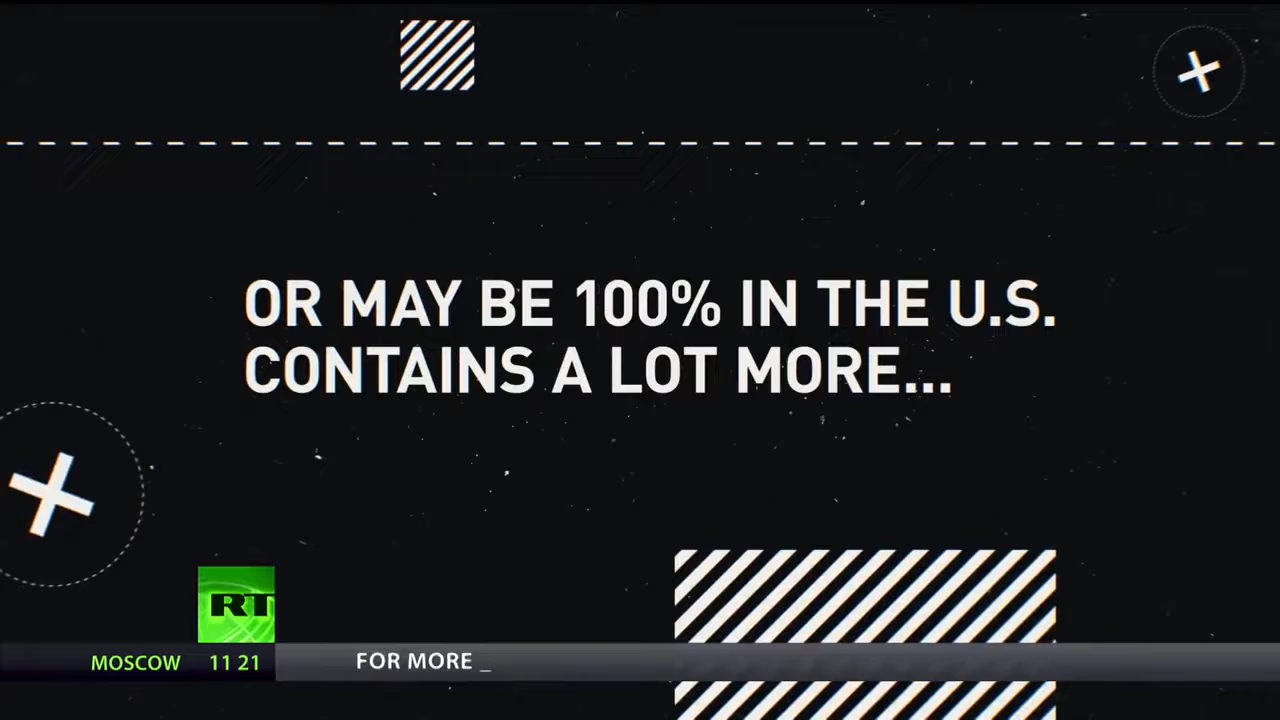 OR MAY BE 100% IN THE U.S.
CONTAINS A LOT MORE...
RT
MOSCOW 11 21
FOR MORE _